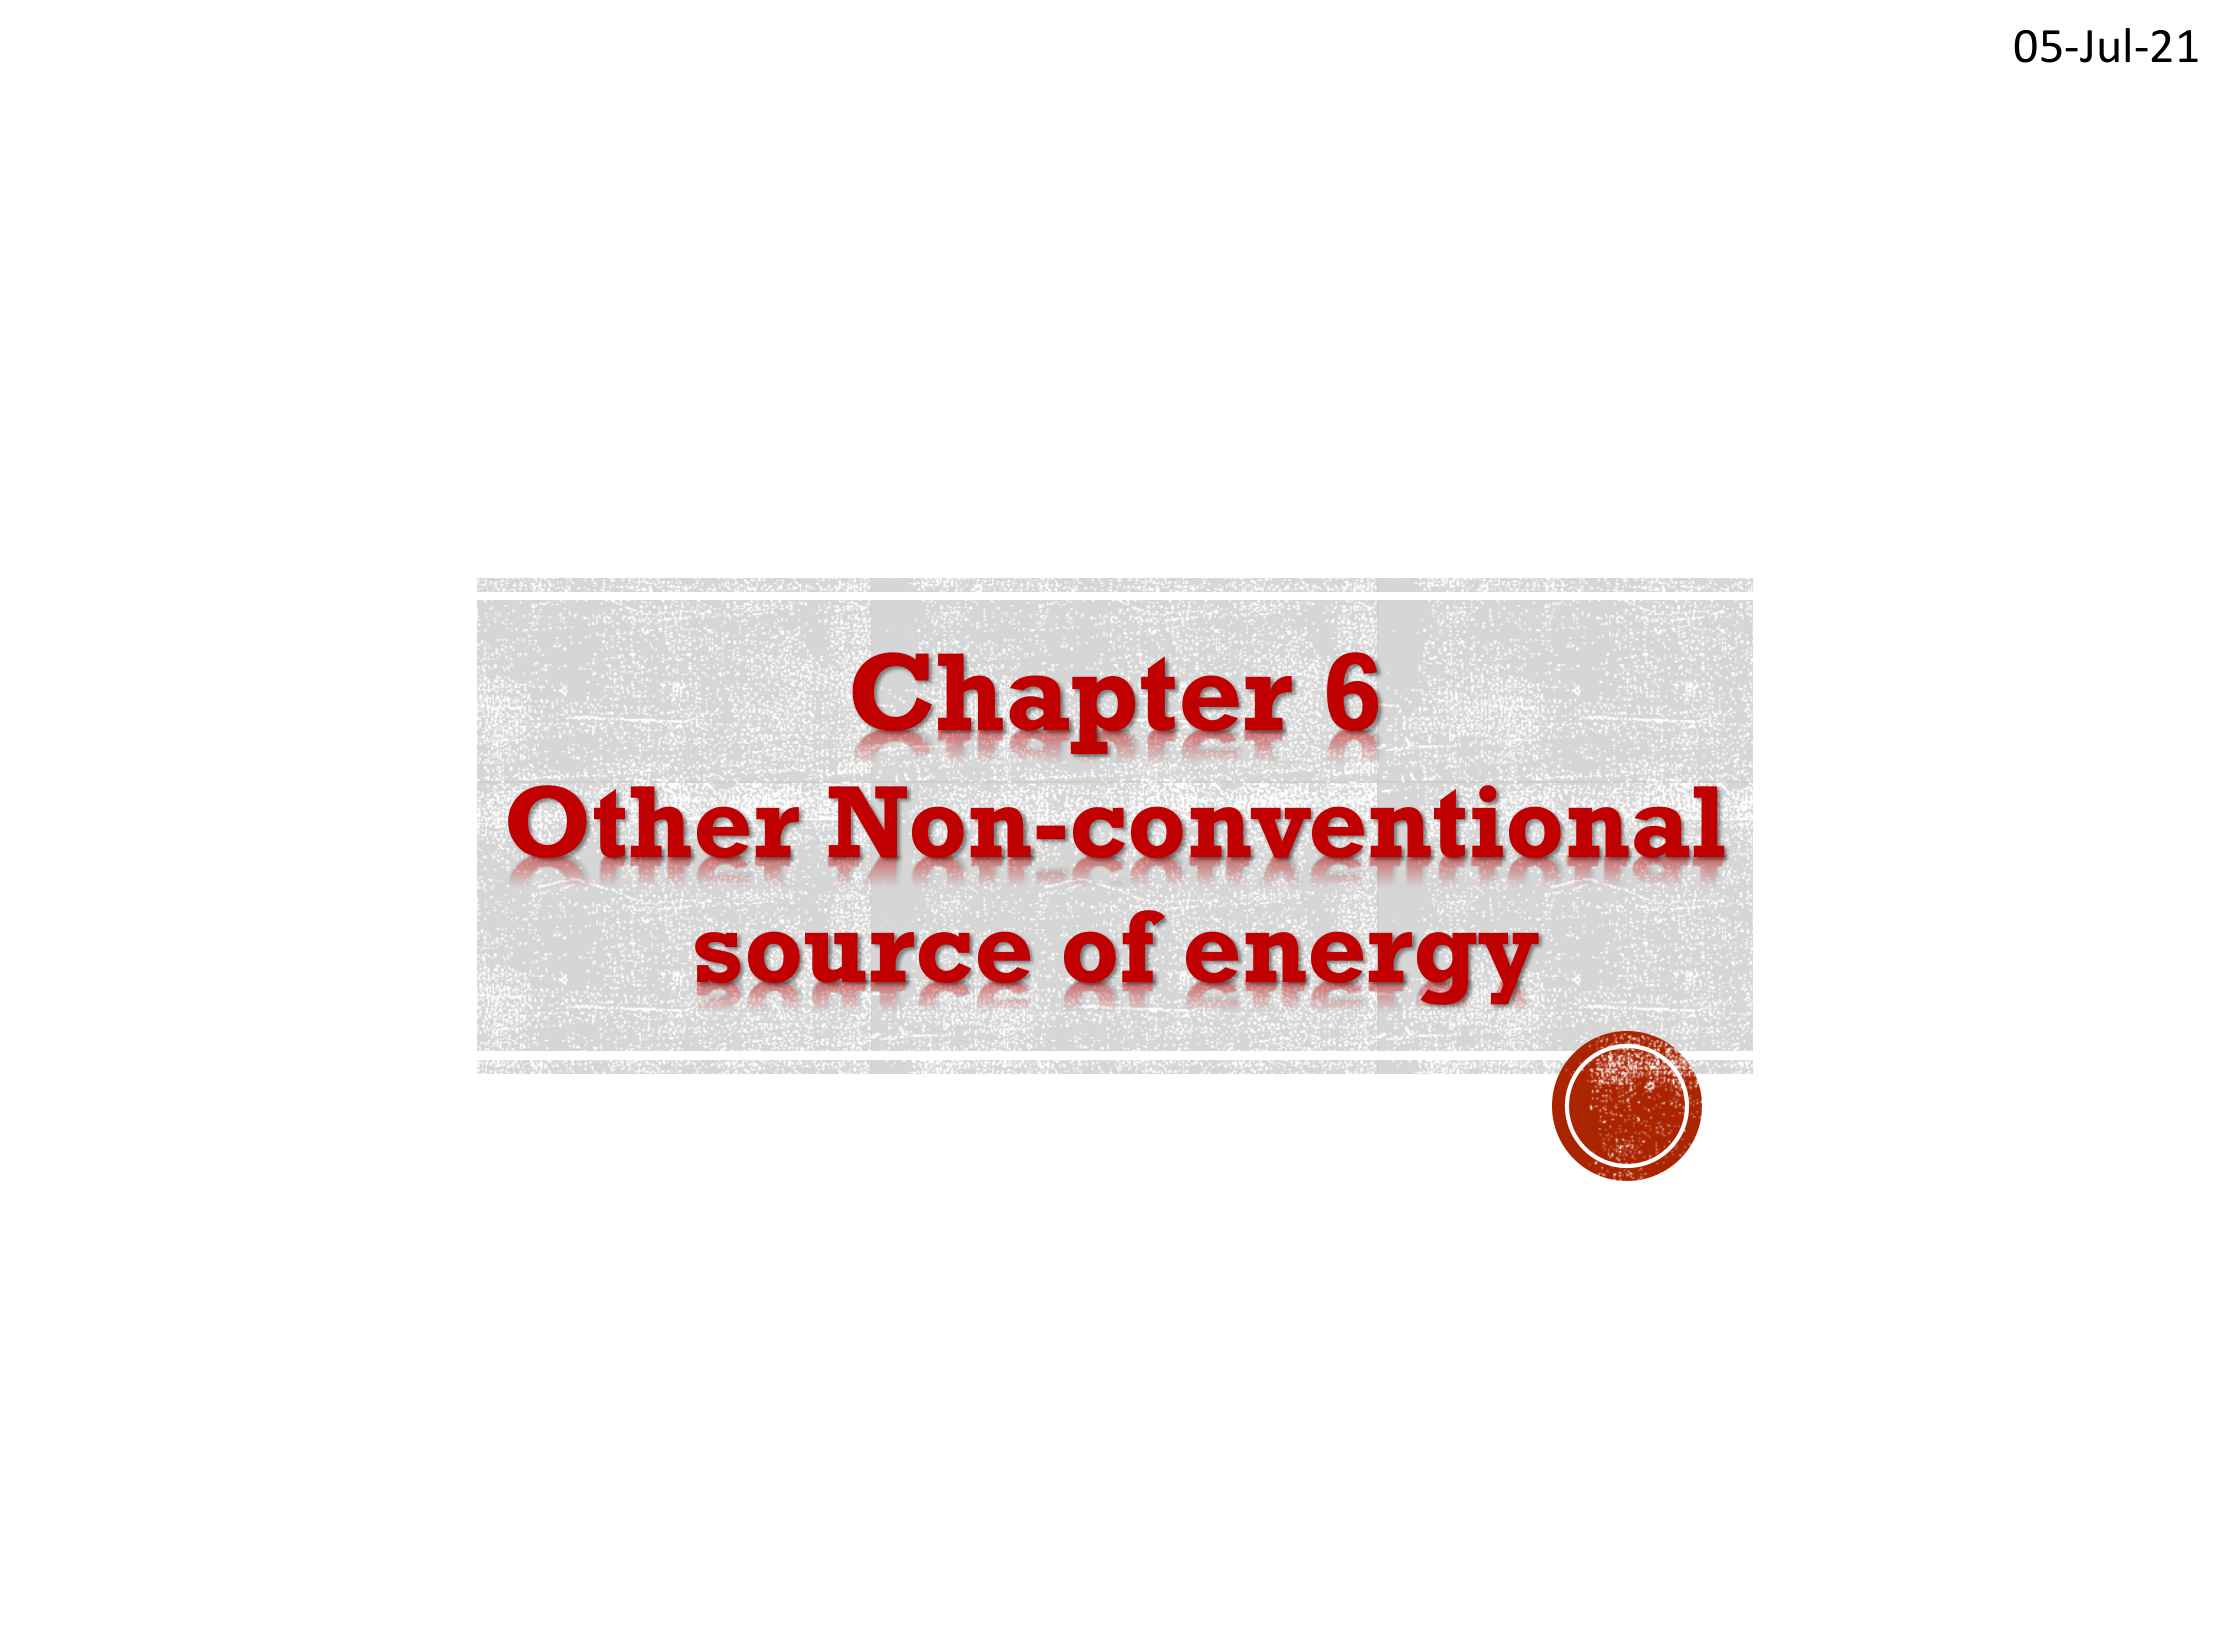 05-Jul-21
Chapter 6
Other Non-conventional
source of energy